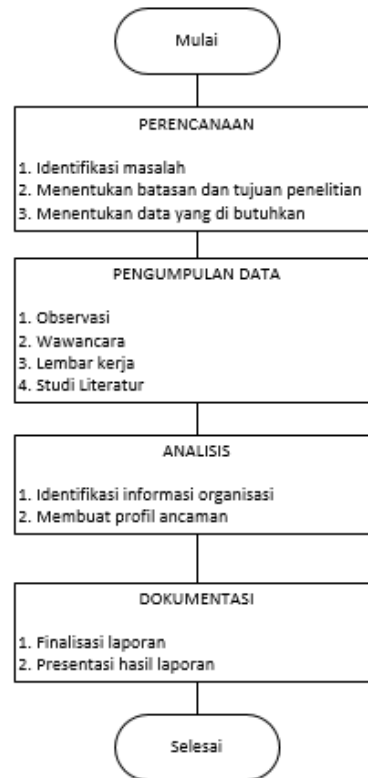 Mulai
PERENCANAAN
1. Identifikasi masalah
2. Menentukan batasan dan tujuan penelitian
3. Menentukan data yang di butuhkan
PENGUMPULAN DATA
1. Observasi
2. Wawancara
3. Lembar kerja
4. Studi Literatur
ANALISIS
1. Identifikasi informasi organisasi
2. Membuat profil ancaman
DOKUMENTASI
1. Finalisasi laporan
2. Presentasi hasil laporan
Selesai